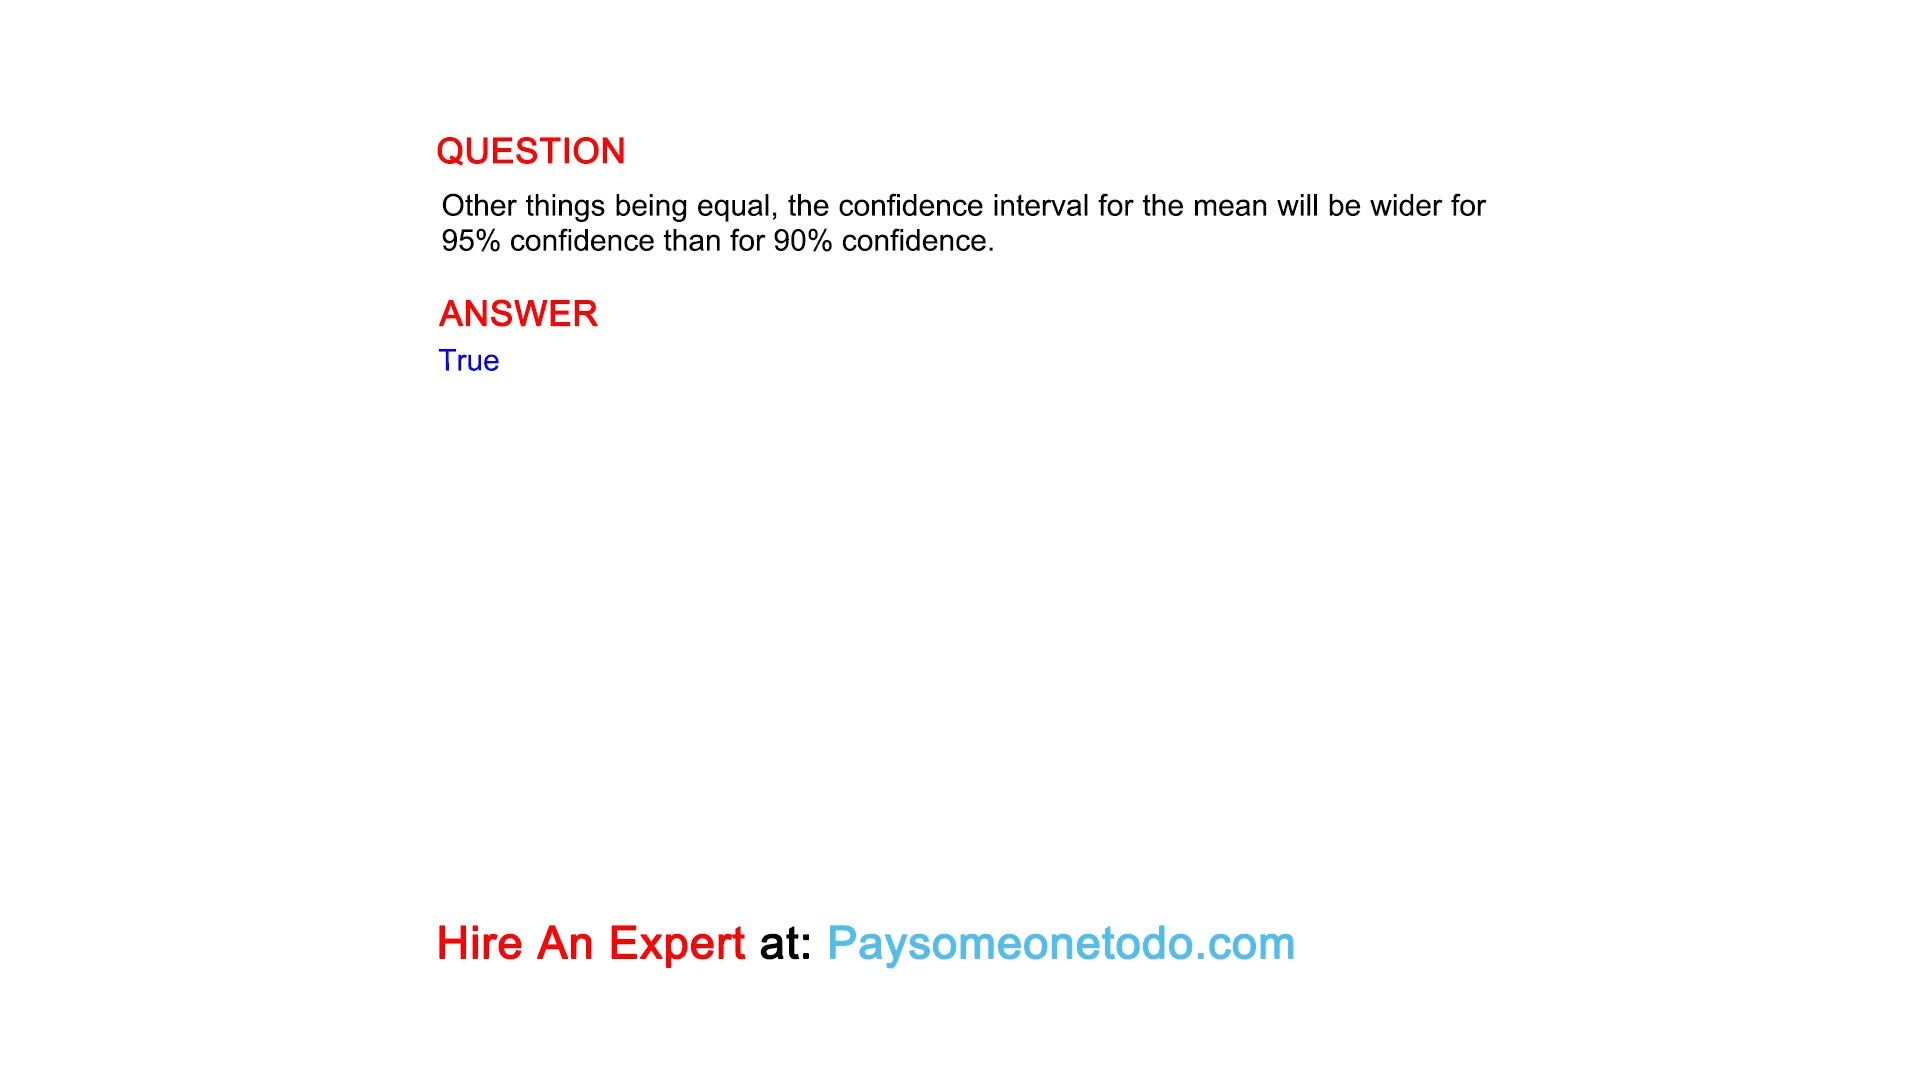 QUESTION
Other things being equal, the confidence interval for the mean will be wider for
95% confidence than for 90% confidence.
ANSWER
True
Hire An Expert at: Paysomeonetodo.com